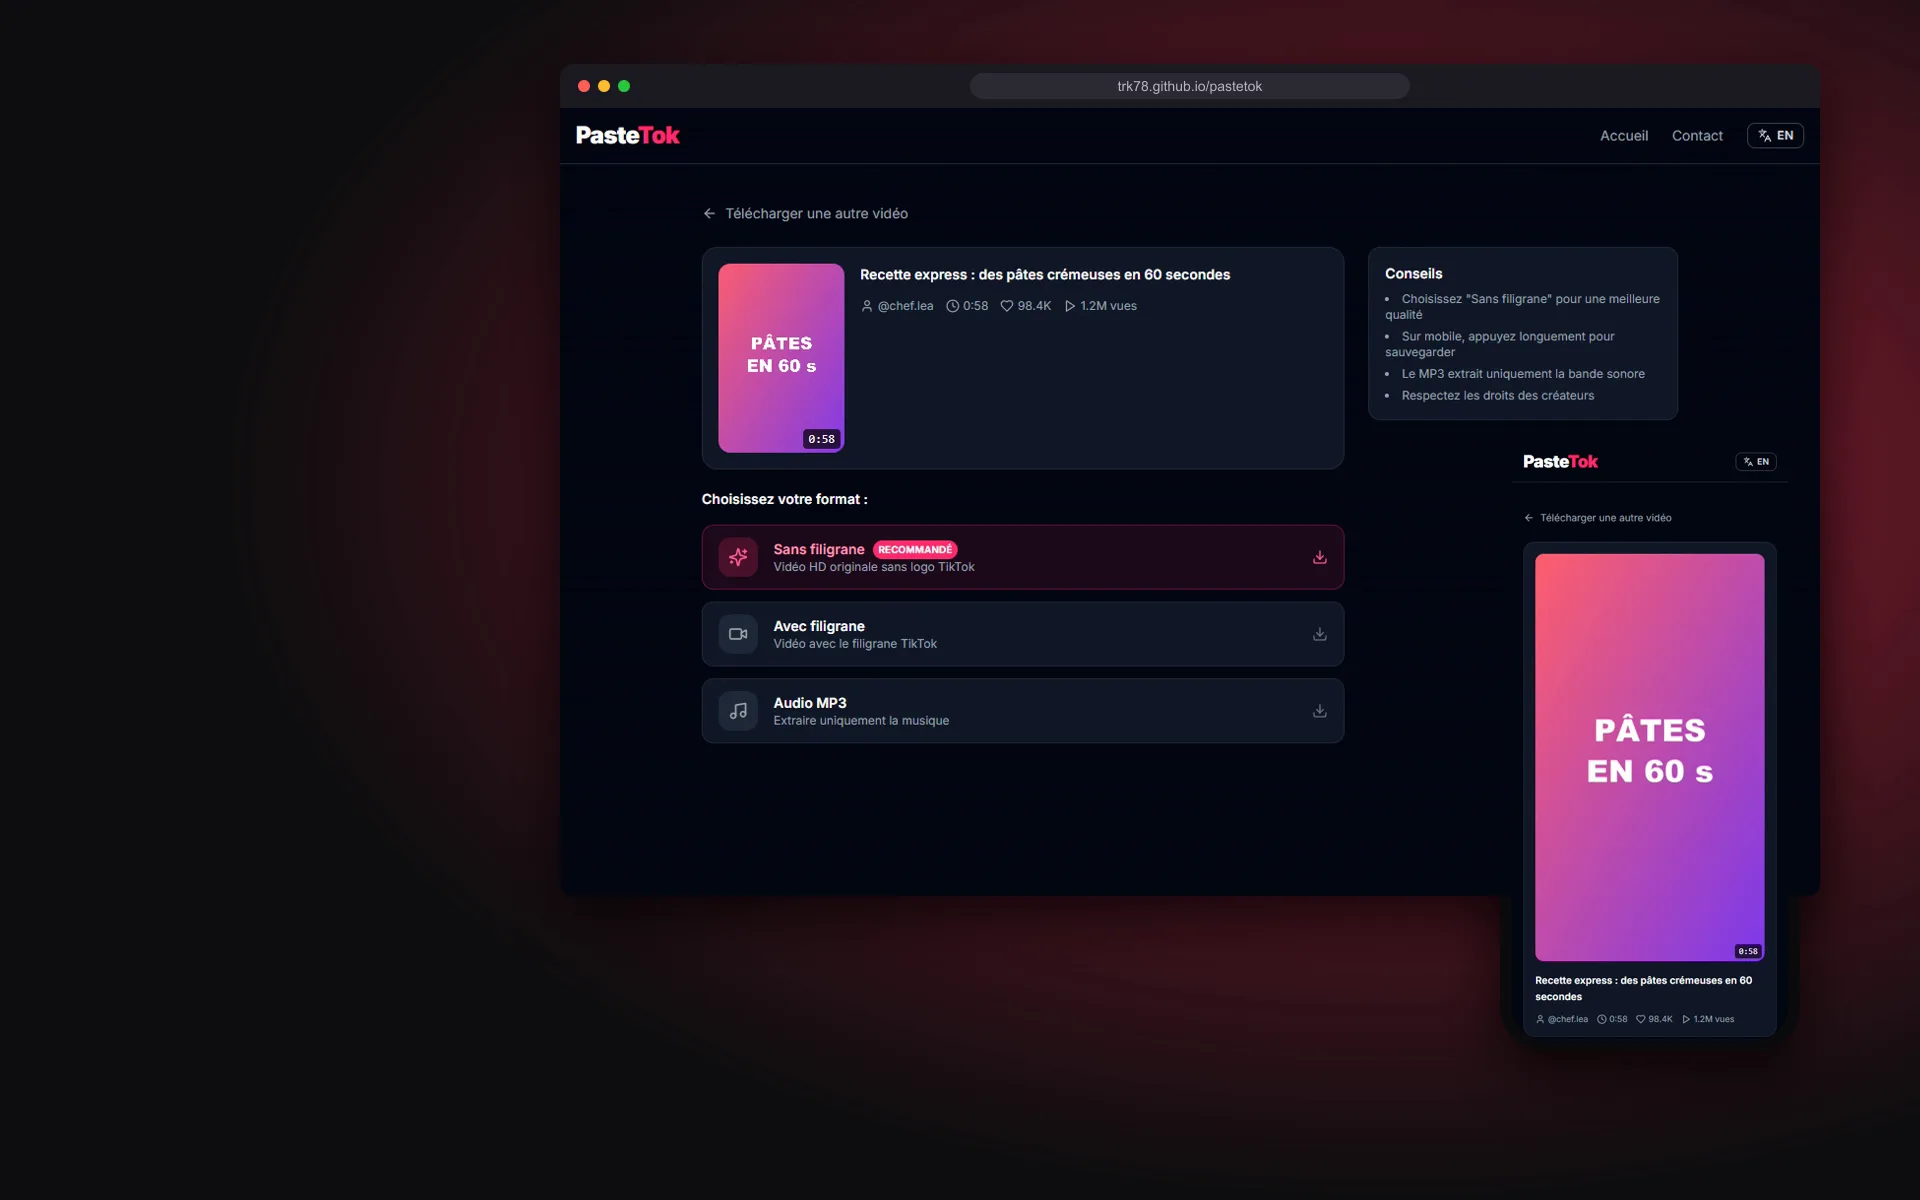 trk78.github.io/pastetok
PasteTok
Accueil
Contact
EN
Télécharger une autre vidéo
PÂTES
EN 60 s
0:58
Recette express : des pâtes crémeuses en 60 secondes
@chef.lea 0:58 98.4K 1.2M vues
Conseils
• Choisissez "Sans filigrane" pour une meilleure
qualité
• Sur mobile, appuyez longuement pour
sauvegarder
• Le MP3 extrait uniquement la bande sonore
• Respectez les droits des créateurs
Choisissez votre format :
Sans filigrane RECOMMANDÉ
Vidéo HD originale sans logo TikTok
Avec filigrane
Vidéo avec le filigrane TikTok
Audio MP3
Extraire uniquement la musique
PasteTok
EN
Télécharger une autre vidéo
PÂTES
EN 60 s
0:58
Recette express : des pâtes crémeuses en 60
secondes
@chef.lea 0:58 98.4K 1.2M vues